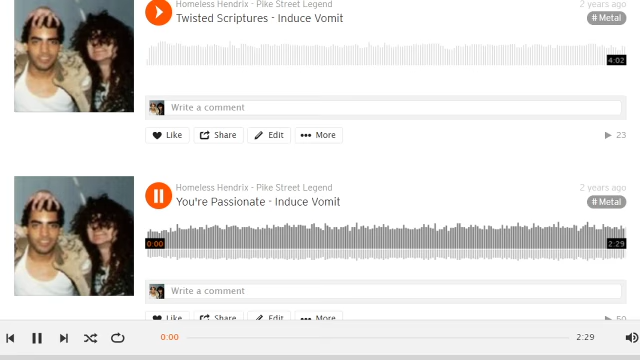 Homeless Hendrix - Pike Street Legend
2 years ago
Twisted Scriptures - Induce Vomit
# Metal
4:02
Write a comment
Like
Share
Edit
More
23
Homeless Hendrix - Pike Street Legend
2 years ago
You're Passionate - Induce Vomit
# Metal
0:00
2:29
Write a comment
Like
Share
Edit
More
50
0:00
2:29